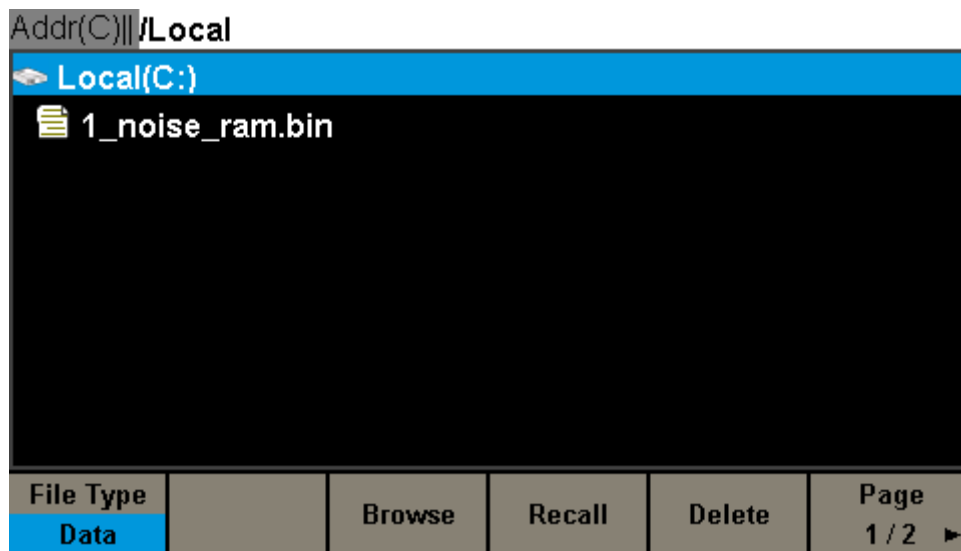 Addr(C)|| /Local
Local(C:)
1_noise_ram.bin
File Type
Data
Browse
Recall
Delete
Page
1 / 2